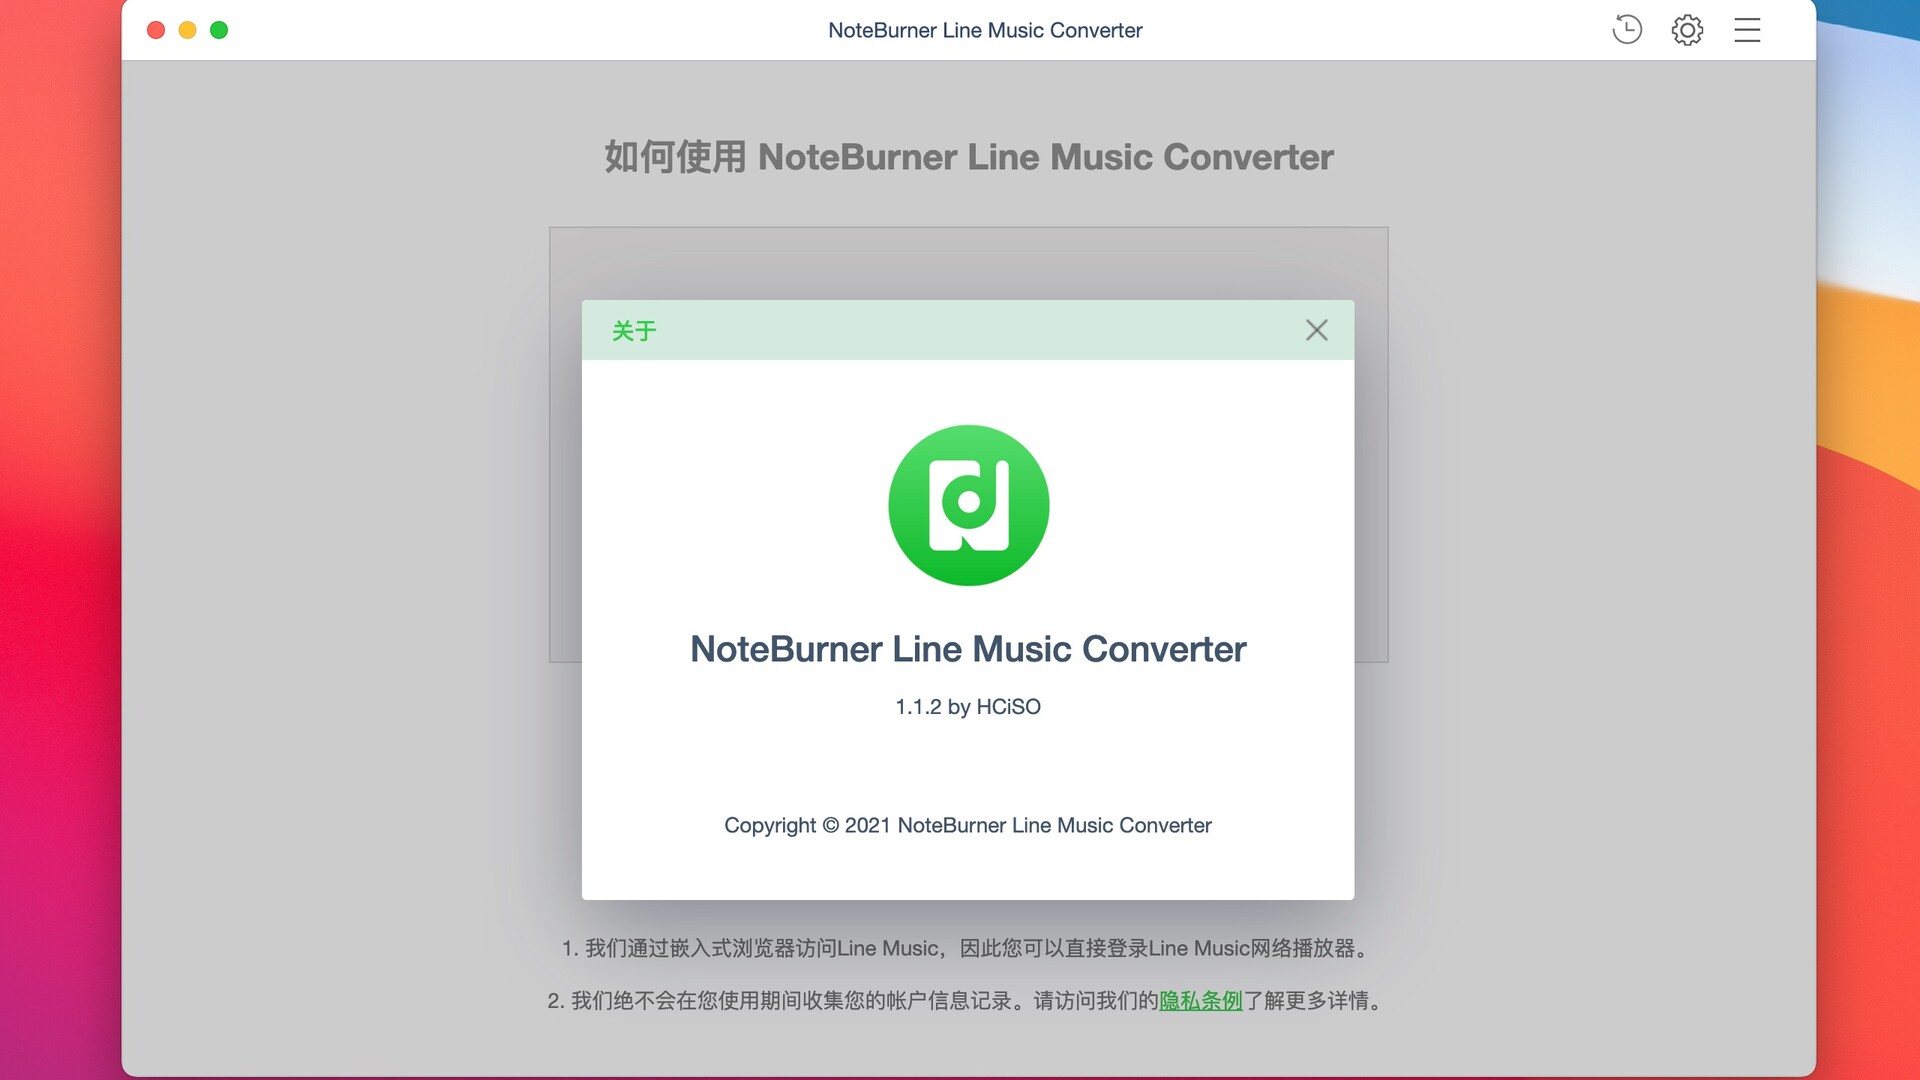 NoteBurner Line Music Converter
如何使用 NoteBurner Line Music Converter
关于
NoteBurner Line Music Converter
1.1.2 by HCiSO
Copyright © 2021 NoteBurner Line Music Converter
1. 我们通过嵌入式浏览器访问Line Music，因此您可以直接登录Line Music网络播放器。
2. 我们绝不会在您使用期间收集您的帐户信息记录。请访问我们的隐私条例了解更多详情。